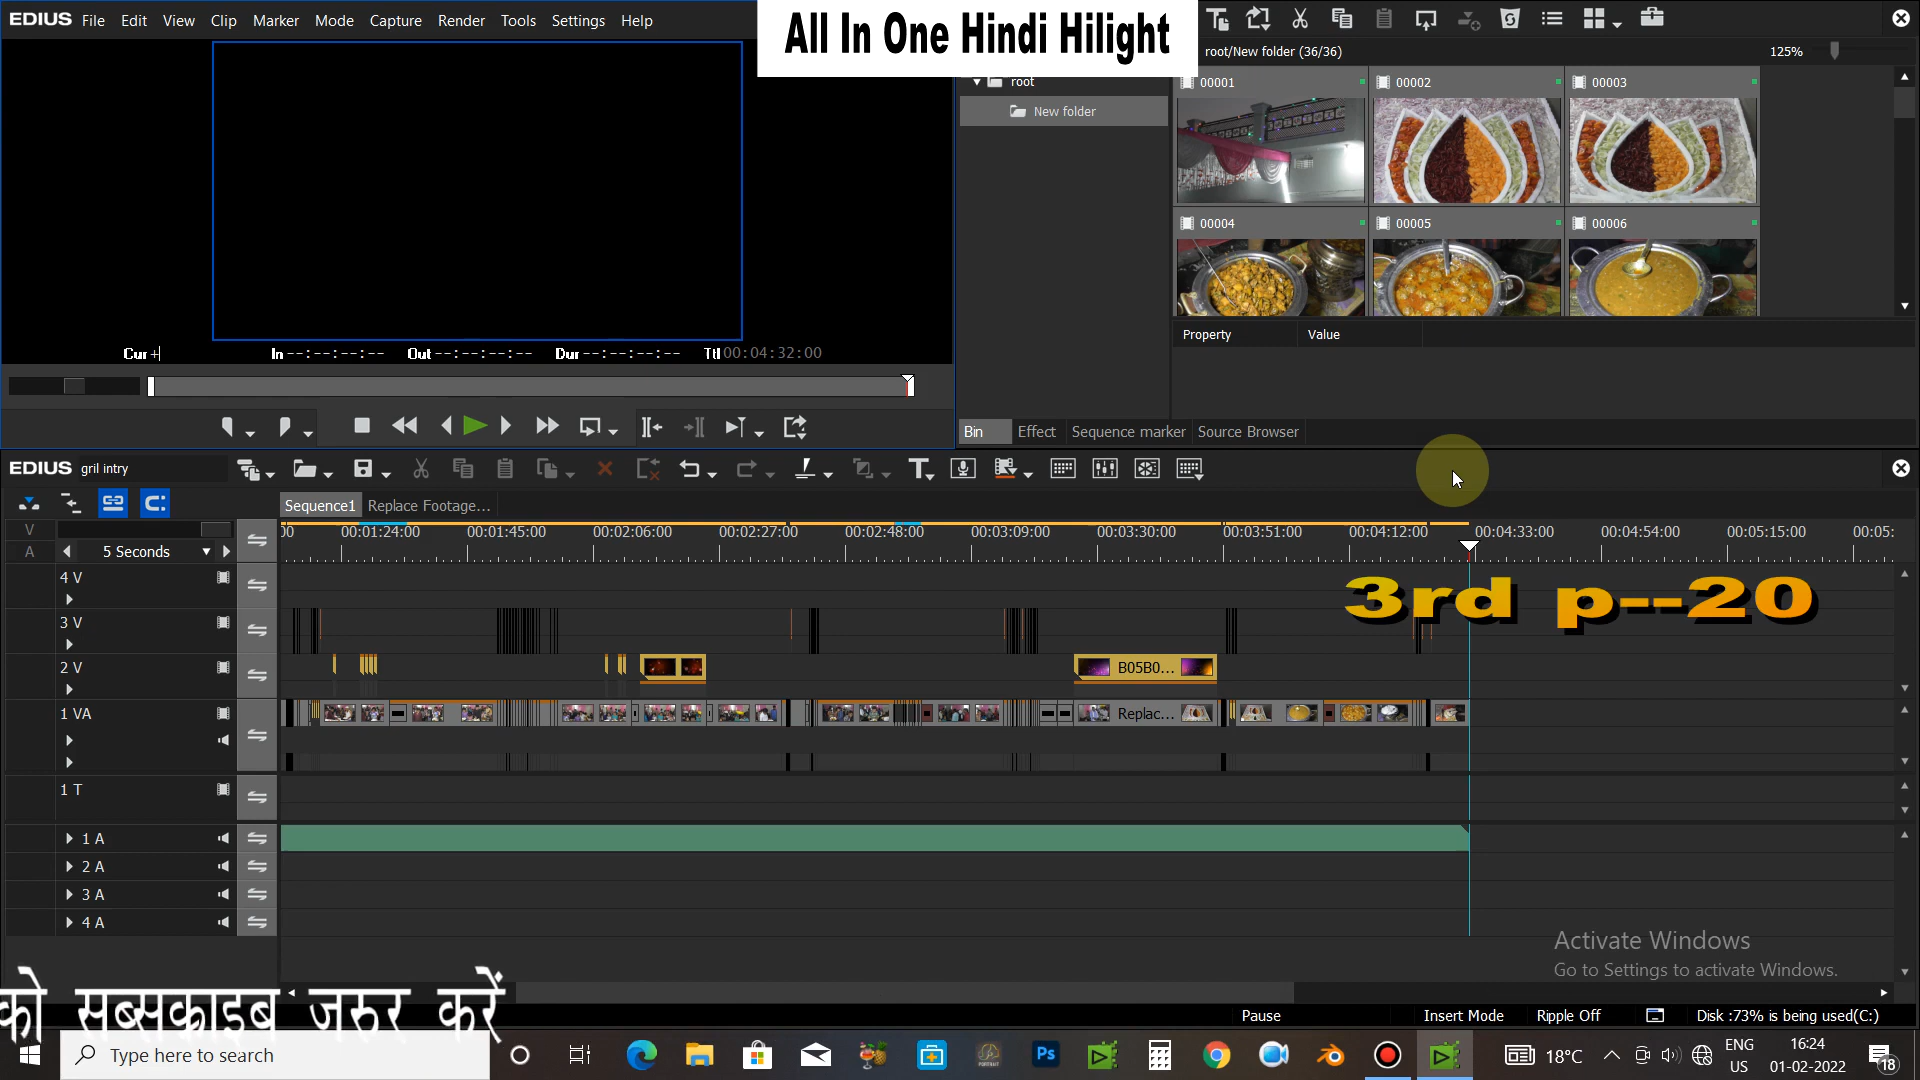 EDIUS File Edit View Clip Marker Mode Capture Render Tools Settings Help
All In One Hindi Hilight
root/New folder (36/36)
125%
root
New folder
00001
00002
00003
00004
00005
00006
Property
Value
Cur +
In --:--:--:--
Out --:--:--:--
Dur --:--:--:--
Ttl 00:04:32:00
Bin Effect Sequence marker Source Browser
EDIUS gril intry
Sequence1 Replace Footage...
V
A
5 Seconds
00
00:01:24:00
00:01:45:00
00:02:06:00
00:02:27:00
00:02:48:00
00:03:09:00
00:03:30:00
00:03:51:00
00:04:12:00
00:04:33:00
00:04:54:00
00:05:15:00
00:05:
4 V
3rd p--20
3 V
2 V
B05B0...
1 VA
Replac...
1 T
1 A
2 A
3 A
4 A
Activate Windows
Go to Settings to activate Windows.
को सब्सक्राइब जरुर करें
Pause
Insert Mode
Ripple Off
Disk :73% is being used(C:)
Type here to search
Ps
18°C
ENG
US
16:24
01-02-2022
18